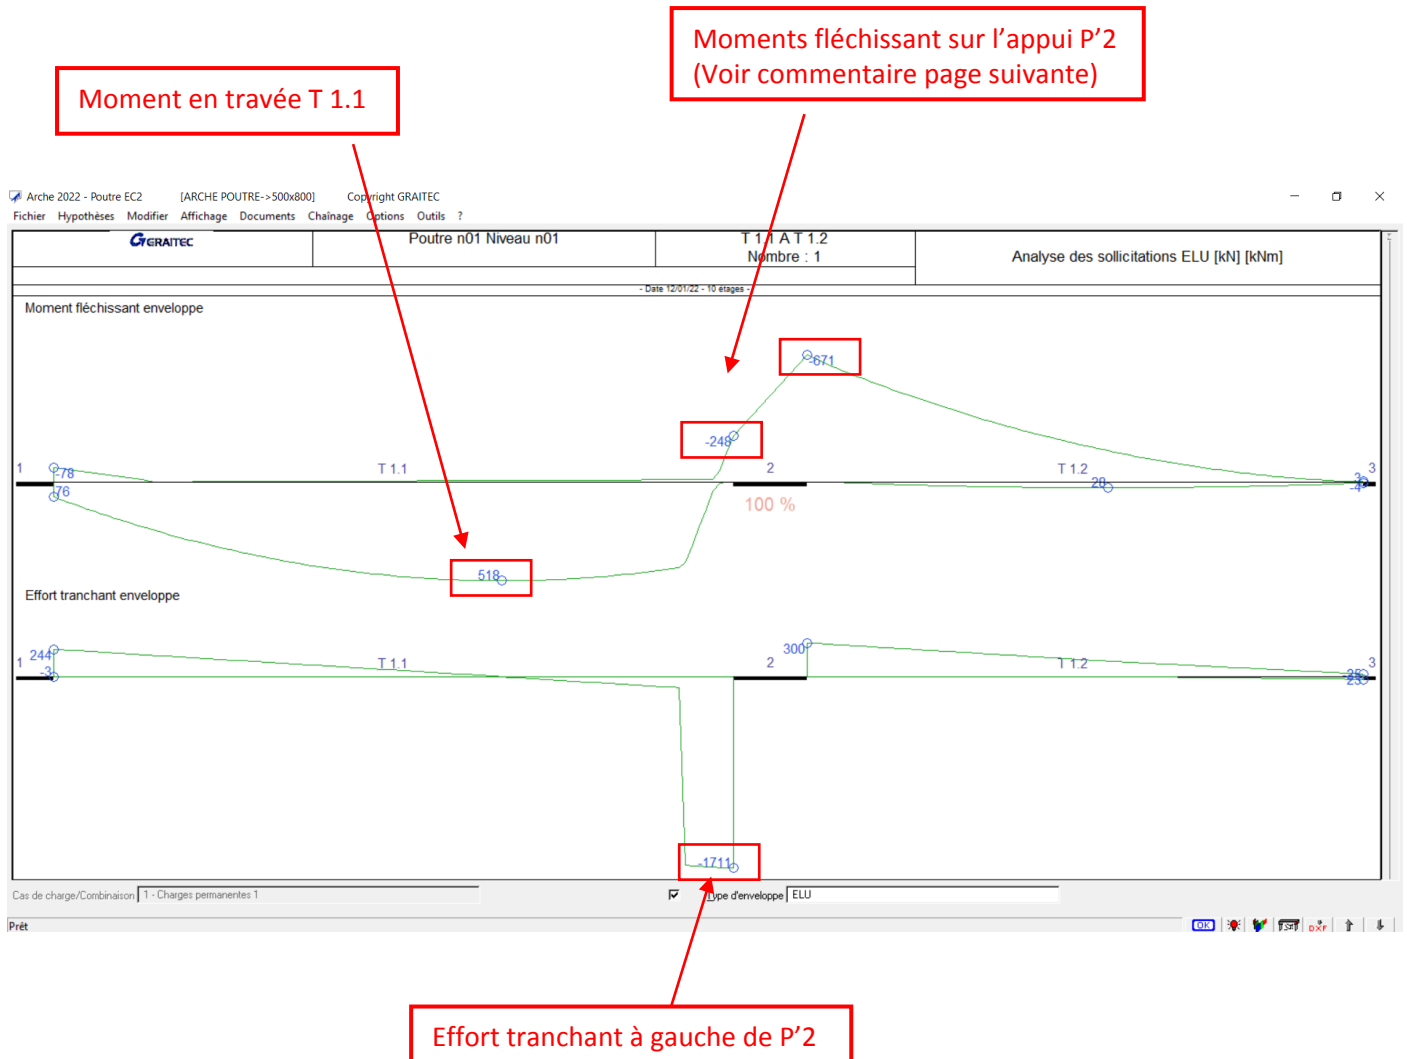 Moments fléchissant sur l’appui P’2
(Voir commentaire page suivante)
Moment en travée T 1.1
Arche 2022 - Poutre EC2 [ARCHE POUTRE->500x800] Copyright GRAITEC
Fichier Hypothèses Modifier Affichage Documents Chaînage Options Outils ?
GRAITEC
Poutre n01 Niveau n01
T 1.1 A T 1.2
Nombre : 1
Analyse des sollicitations ELU [kN] [kNm]
- Date 12/01/22 - 10 étages -
Moment fléchissant enveloppe
-671
-248
1 -78 T 1.1 2 T 1.2 3
76 20 -4
100 %
518
Effort tranchant enveloppe
1 244 T 1.1 2 300 T 1.2 3
-3
-1711
Cas de charge/Combinaison 1 - Charges permanentes 1 Type d'enveloppe ELU
Prêt OK DXF
Effort tranchant à gauche de P’2